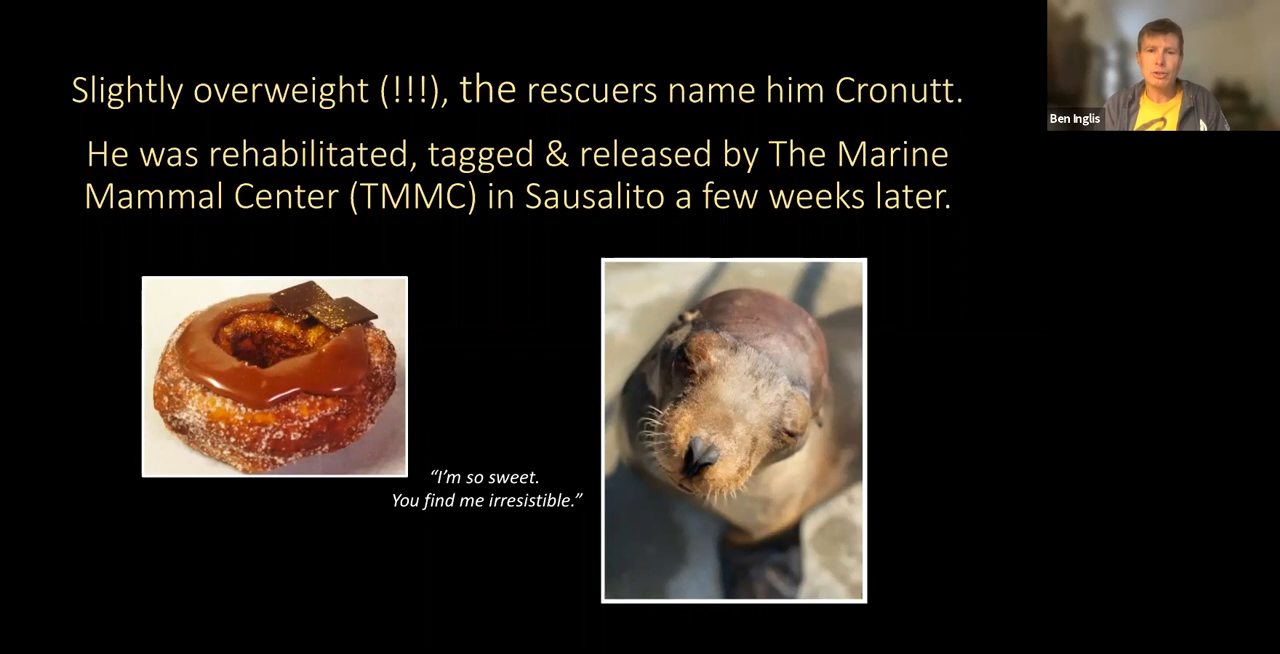 Slightly overweight (!!!), the rescuers name him Cronutt.
He was rehabilitated, tagged & released by The Marine
Mammal Center (TMMC) in Sausalito a few weeks later.
Ben Inglis
“I’m so sweet.
You find me irresistible.”